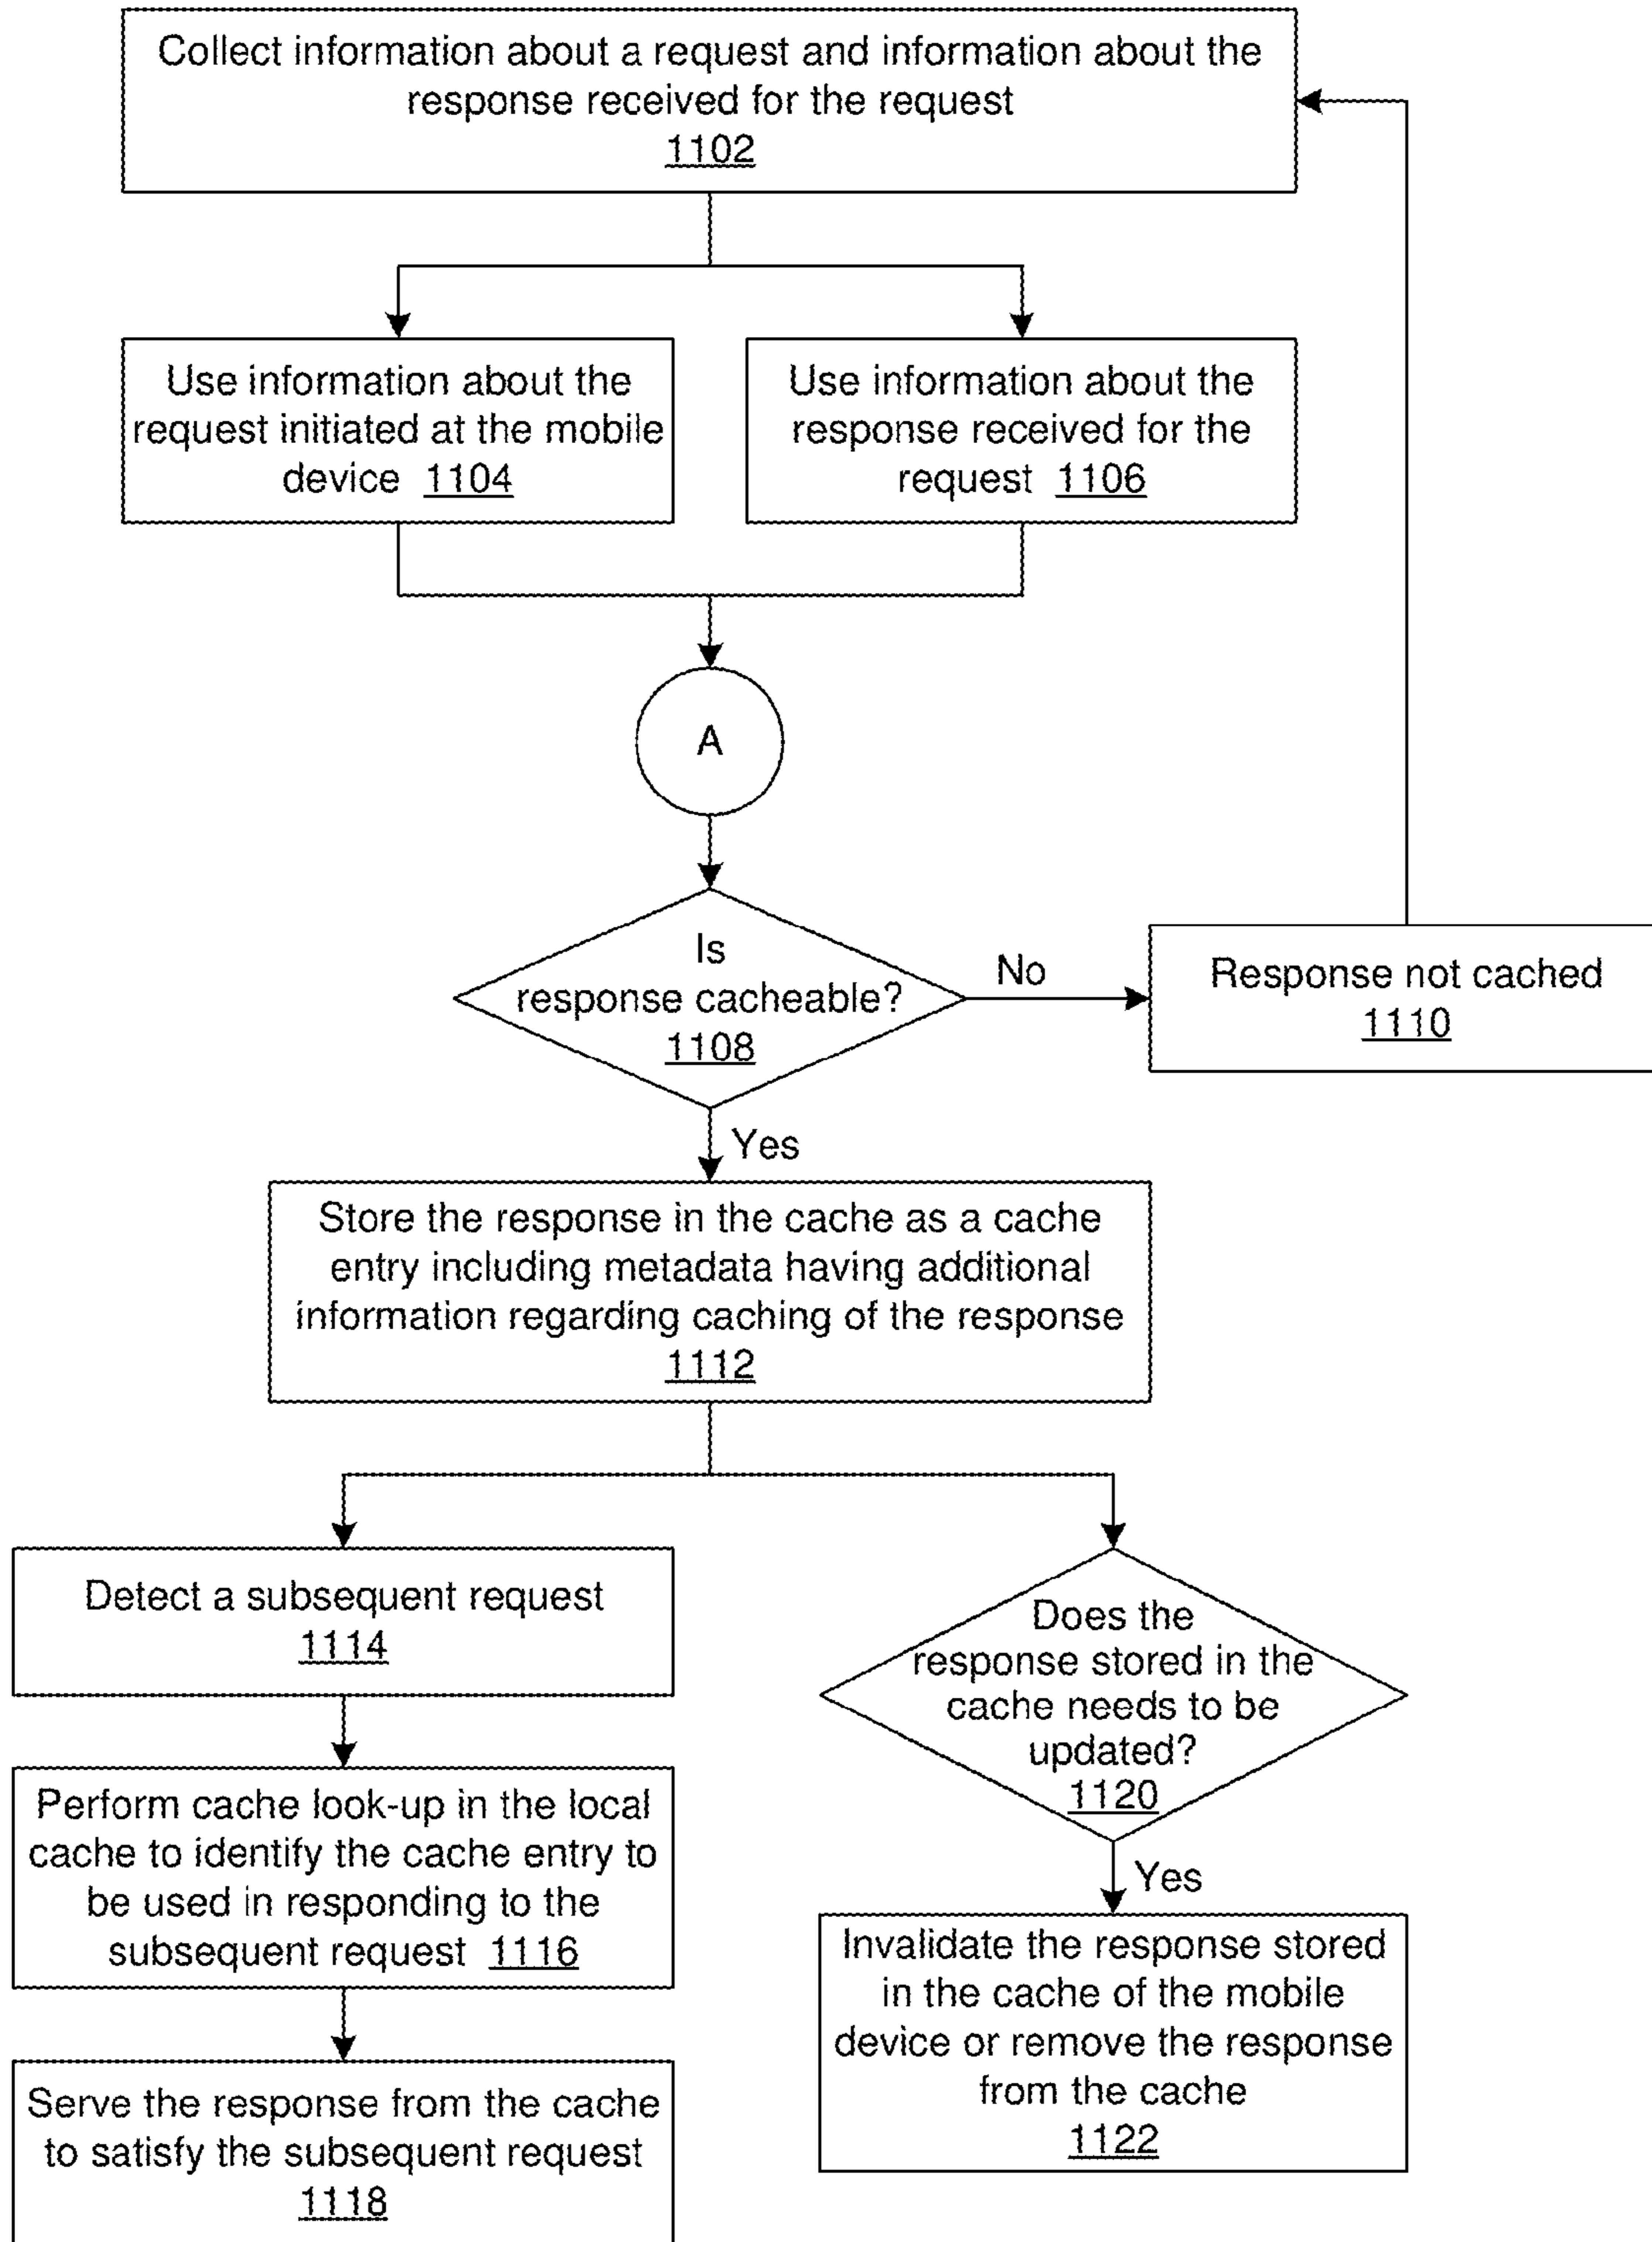 Collect information about a request and information about the
response received for the request
1102
Use information about the
request initiated at the mobile
device 1104
Use information about the
response received for the
request 1106
A
Is
response cacheable?
1108
No
Response not cached
1110
Yes
Store the response in the cache as a cache
entry including metadata having additional
information regarding caching of the response
1112
Detect a subsequent request
1114
Perform cache look-up in the local
cache to identify the cache entry to
be used in responding to the
subsequent request 1116
Serve the response from the cache
to satisfy the subsequent request
1118
Does the
response stored in the
cache needs to be
updated?
1120
Yes
Invalidate the response stored
in the cache of the mobile
device or remove the response
from the cache
1122